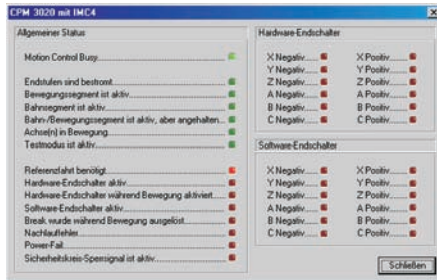 CPM 3020 mit IMC4
Allgemeiner Status
Motion Control Busy
Endstufen sind bestromt
Bewegungssegment ist aktiv
Bahnsegment ist aktiv
Bahn-/Bewegungssegment ist aktiv, aber angehalten
Achse(n) in Bewegung
Testmodus ist aktiv
Referenzfahrt benötigt
Hardware-Endschalter aktiv
Hardware-Endschalter während Bewegung aktiviert
Software-Endschalter aktiv
Break wurde während Bewegung ausgelöst
Nachlauffehler
Power-Fail
Sicherheitskreis-Sperrsignal ist aktiv
Hardware-Endschalter
X Negativ X Positiv
Y Negativ Y Positiv
Z Negativ Z Positiv
A Negativ A Positiv
B Negativ B Positiv
C Negativ C Positiv
Software-Endschalter
X Negativ X Positiv
Y Negativ Y Positiv
Z Negativ Z Positiv
A Negativ A Positiv
B Negativ B Positiv
C Negativ C Positiv
Schließen